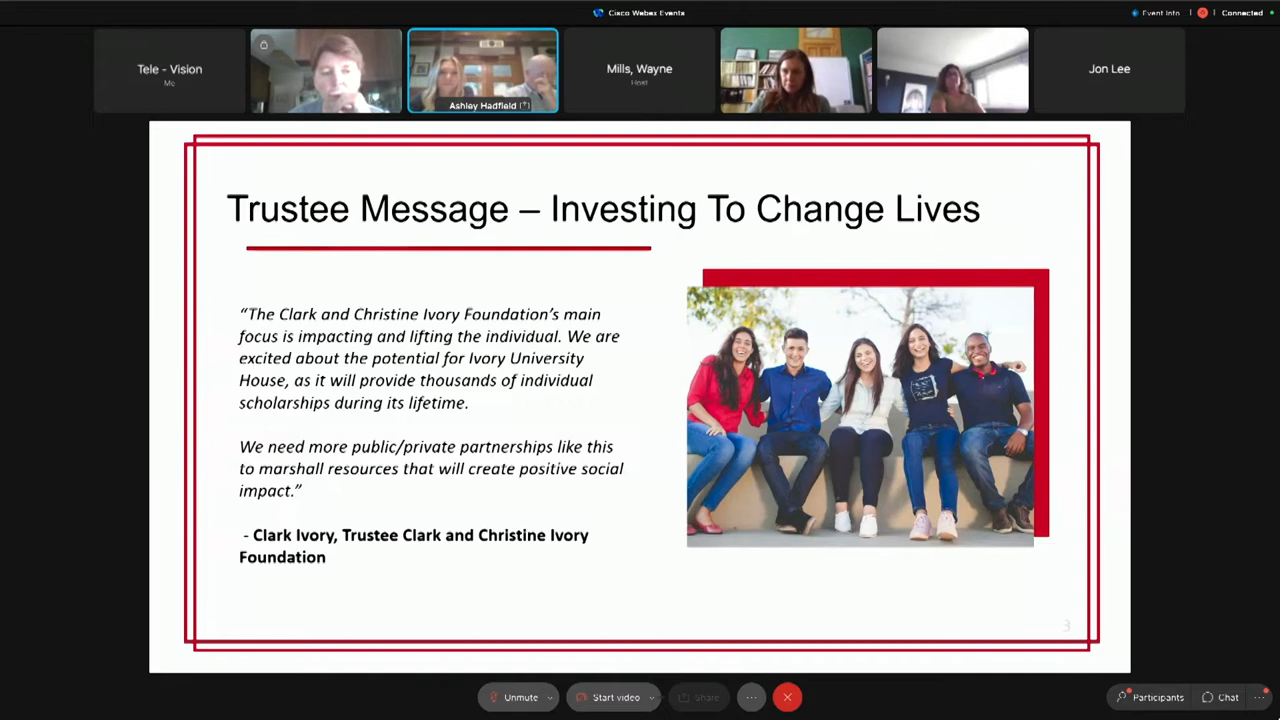 Cisco Webex Events
Event Info
Connected
Tele - Vision
Me
Ashley Hadfield
Mills, Wayne
Host
Jon Lee
Trustee Message – Investing To Change Lives
“The Clark and Christine Ivory Foundation’s main
focus is impacting and lifting the individual. We are
excited about the potential for Ivory University
House, as it will provide thousands of individual
scholarships during its lifetime.
We need more public/private partnerships like this
to marshall resources that will create positive social
impact.”
- Clark Ivory, Trustee Clark and Christine Ivory
Foundation
3
Unmute
Start video
Share
Participants
Chat